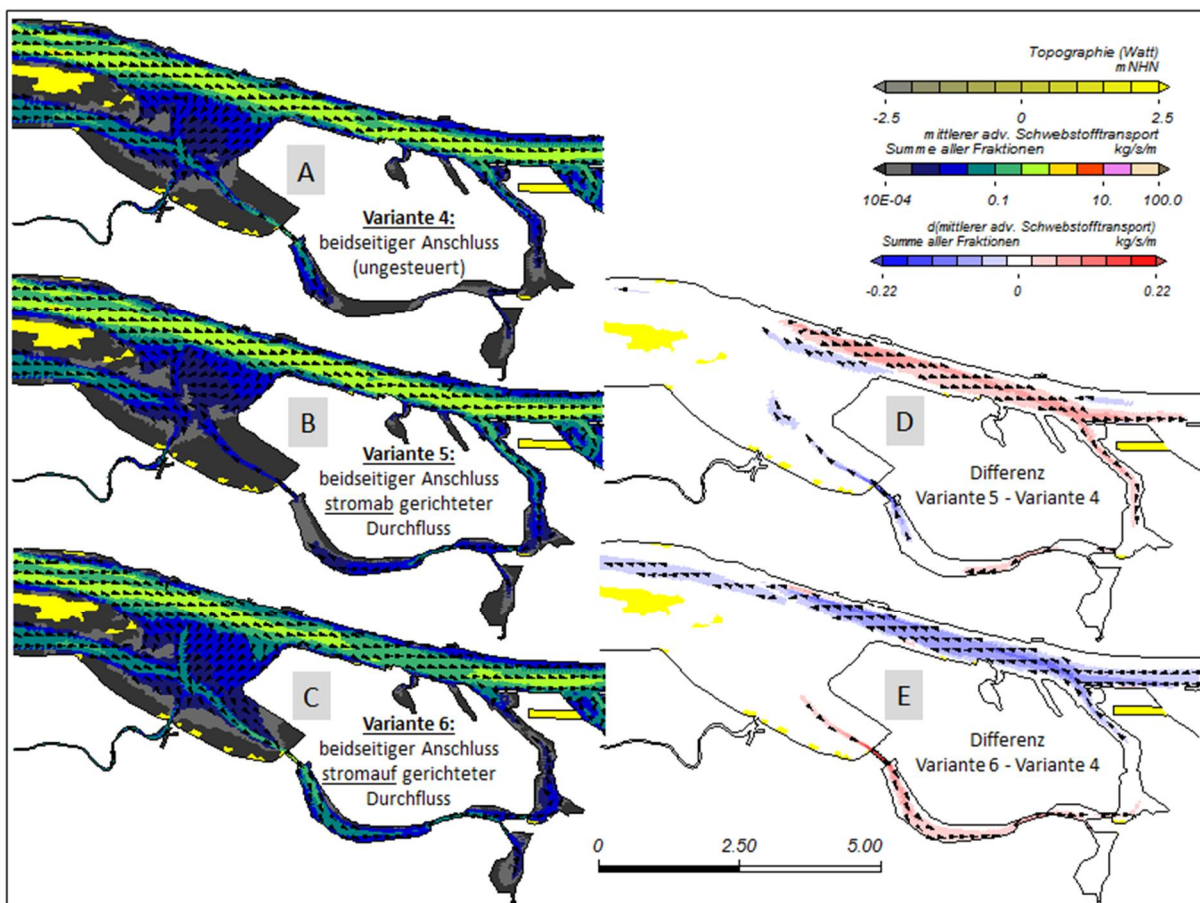 A
Variante 4:
beidseitiger Anschluss
(ungesteuert)
B
Variante 5:
beidseitiger Anschluss
stromab gerichteter
Durchfluss
C
Variante 6:
beidseitiger Anschluss
stromauf gerichteter
Durchfluss
Topographie (Watt)
mNHN
-2.5 0 2.5
mittlerer adv. Schwebstofftransport
Summe aller Fraktionen kg/s/m
10E-04 0.1 10. 100.0
d(mittlerer adv. Schwebstofftransport)
Summe aller Fraktionen kg/s/m
-0.22 0 0.22
D
Differenz
Variante 5 - Variante 4
E
Differenz
Variante 6 - Variante 4
0 2.50 5.00